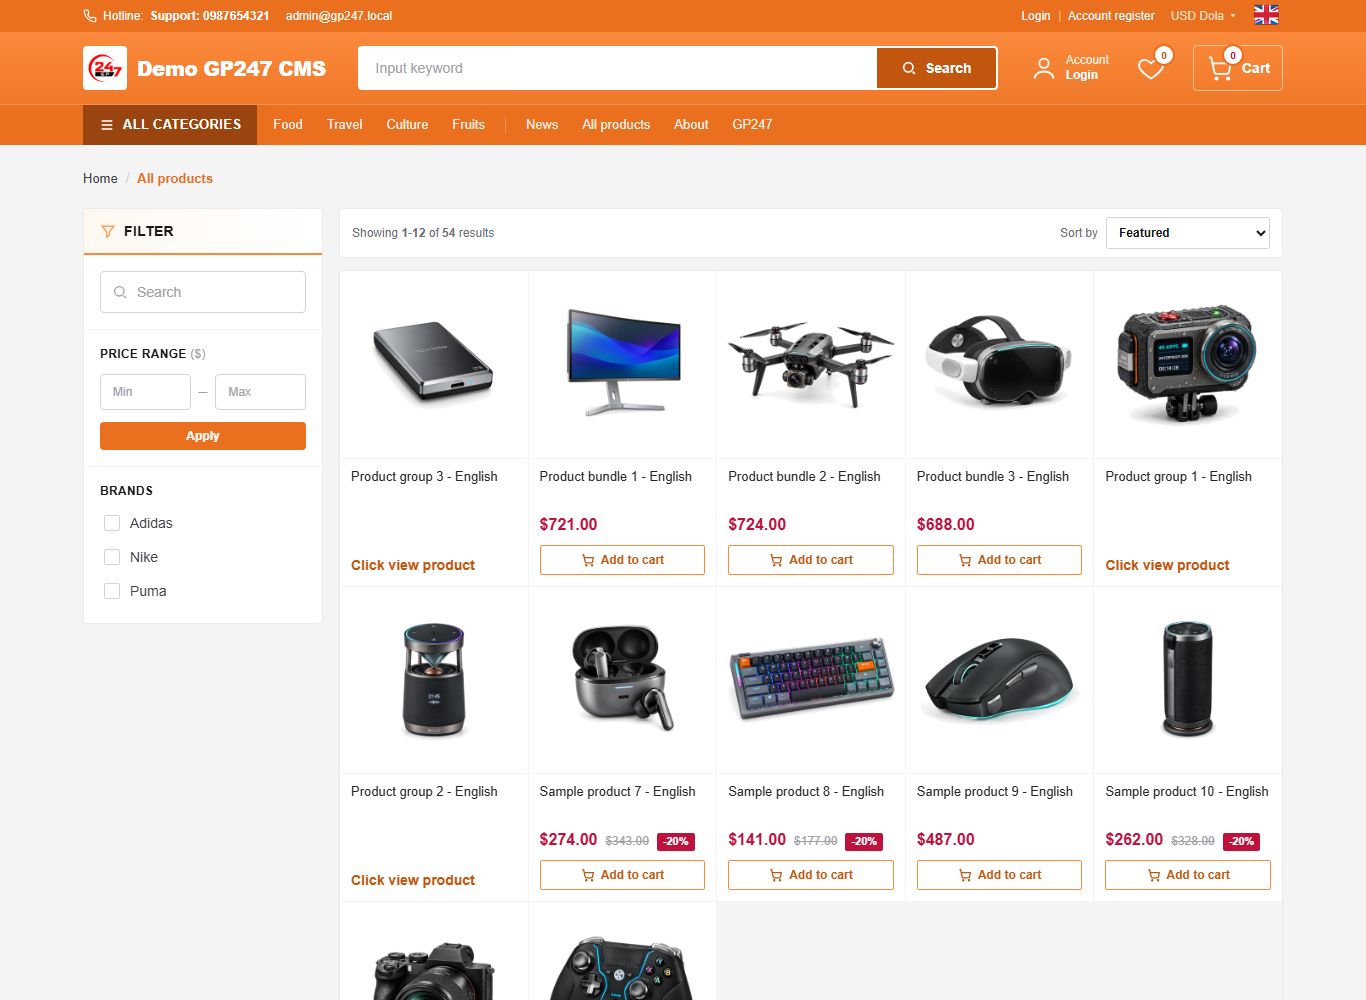 Hotline: Support: 0987654321 admin@gp247.local
Login | Account register USD Dola
24/7
GP
Demo GP247 CMS
Input keyword
Search
Account
Login
0
0
Cart
ALL CATEGORIES Food Travel Culture Fruits News All products About GP247
Home / All products
FILTER
Search
PRICE RANGE ($)
Min — Max
Apply
BRANDS
Adidas
Nike
Puma
Showing 1-12 of 54 results
Sort by Featured
Product group 3 - English
Click view product
Product bundle 1 - English
$721.00
Add to cart
Product bundle 2 - English
$724.00
Add to cart
Product bundle 3 - English
$688.00
Add to cart
Product group 1 - English
Click view product
Product group 2 - English
Click view product
Sample product 7 - English
$274.00 $343.00 -20%
Add to cart
Sample product 8 - English
$141.00 $177.00 -20%
Add to cart
Sample product 9 - English
$487.00
Add to cart
Sample product 10 - English
$262.00 $328.00 -20%
Add to cart